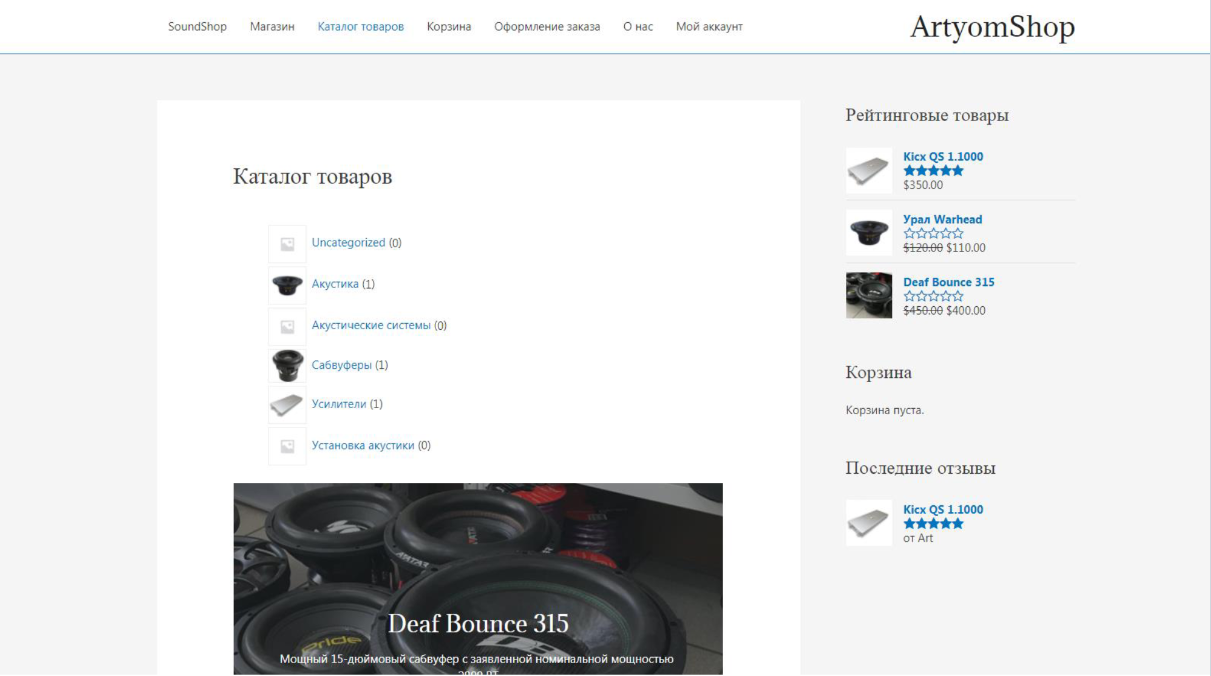 SoundShop Магазин Каталог товаров Корзина Оформление заказа О нас Мой аккаунт
ArtyomShop
Каталог товаров
Uncategorized (0)
Акустика (1)
Акустические системы (0)
Сабвуферы (1)
Усилители (1)
Установка акустики (0)
AVATAR
Pride
Deaf Bounce 315
Мощный 15-дюймовый сабвуфер с заявленной номинальной мощностью
Рейтинговые товары
Kicx QS 1.1000
$350.00
Урал Warhead
$120.00 $110.00
Deaf Bounce 315
$450.00 $400.00
Корзина
Корзина пуста.
Последние отзывы
Kicx QS 1.1000
от Art